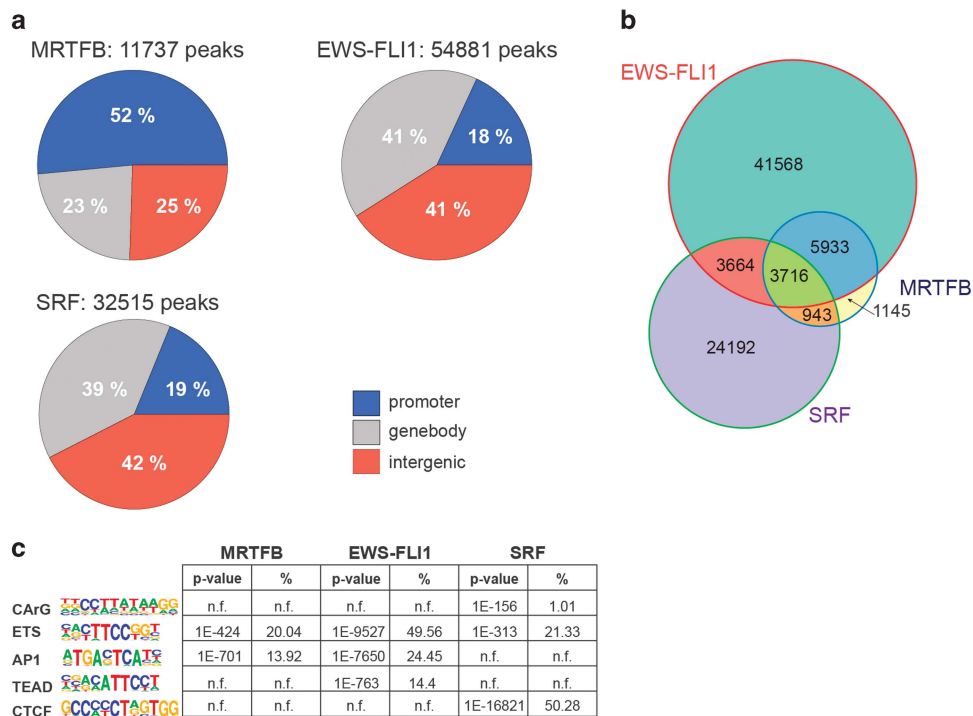 a
MRTFB: 11737 peaks
52 %
23 %
25 %
EWS-FLI1: 54881 peaks
41 %
18 %
41 %
SRF: 32515 peaks
39 %
19 %
42 %
promoter
genebody
intergenic
b
EWS-FLI1
41568
5933
3664
3716
MRTFB
943
1145
24192
SRF
c
MRTFB EWS-FLI1 SRF
p-value % p-value % p-value %
CArG n.f. n.f. n.f. n.f. 1E-156 1.01
ETS 1E-424 20.04 1E-9527 49.56 1E-313 21.33
AP1 ATGAGTCA 1E-701 13.92 1E-7650 24.45 n.f. n.f.
TEAD n.f. n.f. 1E-763 14.4 n.f. n.f.
CTCF n.f. n.f. n.f. n.f. 1E-16821 50.28